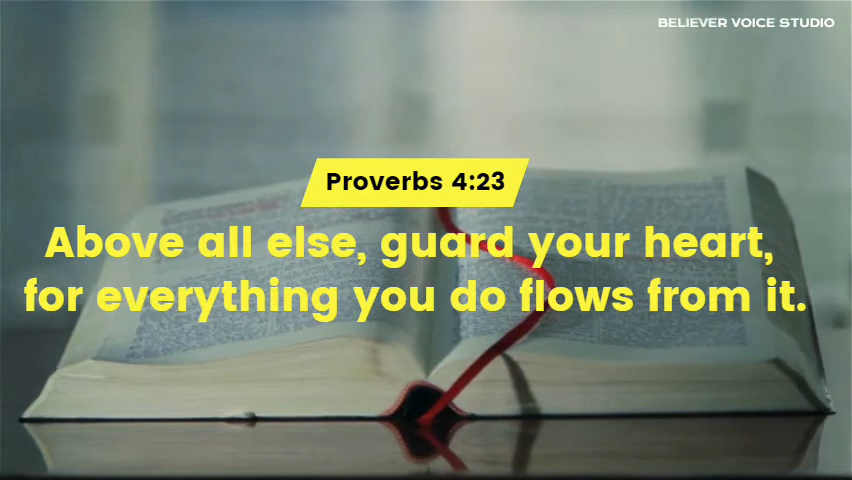 BELIEVER VOICE STUDIO
Proverbs 4:23
Above all else, guard your heart,
for everything you do flows from it.